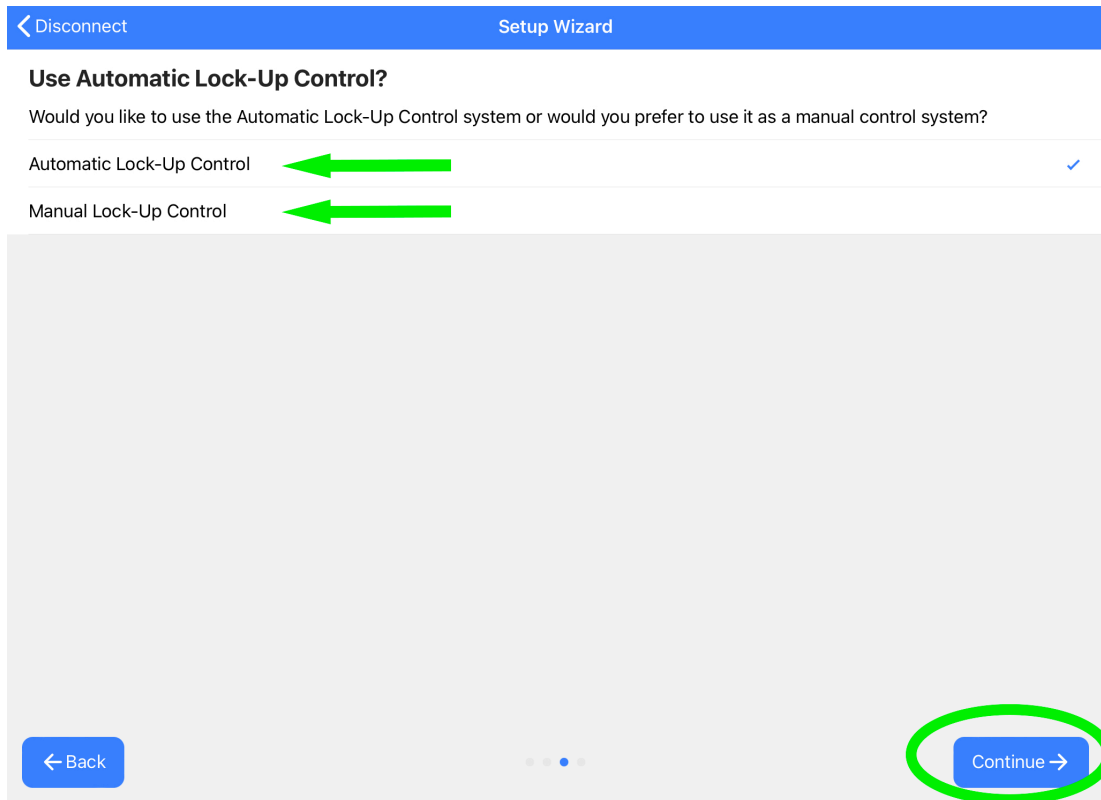 Disconnect
Setup Wizard
Use Automatic Lock-Up Control?
Would you like to use the Automatic Lock-Up Control system or would you prefer to use it as a manual control system?
Automatic Lock-Up Control
Manual Lock-Up Control
Back
Continue